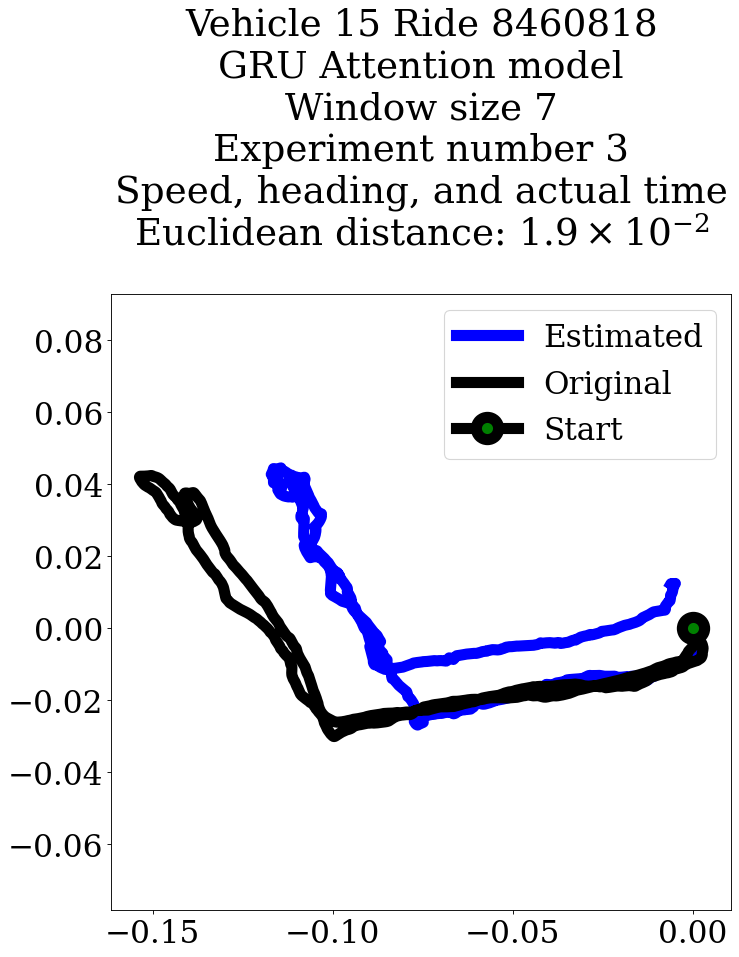 Vehicle 15 Ride 8460818
GRU Attention model
Window size 7
Experiment number 3
Speed, heading, and actual time
Euclidean distance: 1.9 × 10⁻²
Estimated
Original
Start
0.08
0.06
0.04
0.02
0.00
−0.02
−0.04
−0.06
−0.15
−0.10
−0.05
0.00